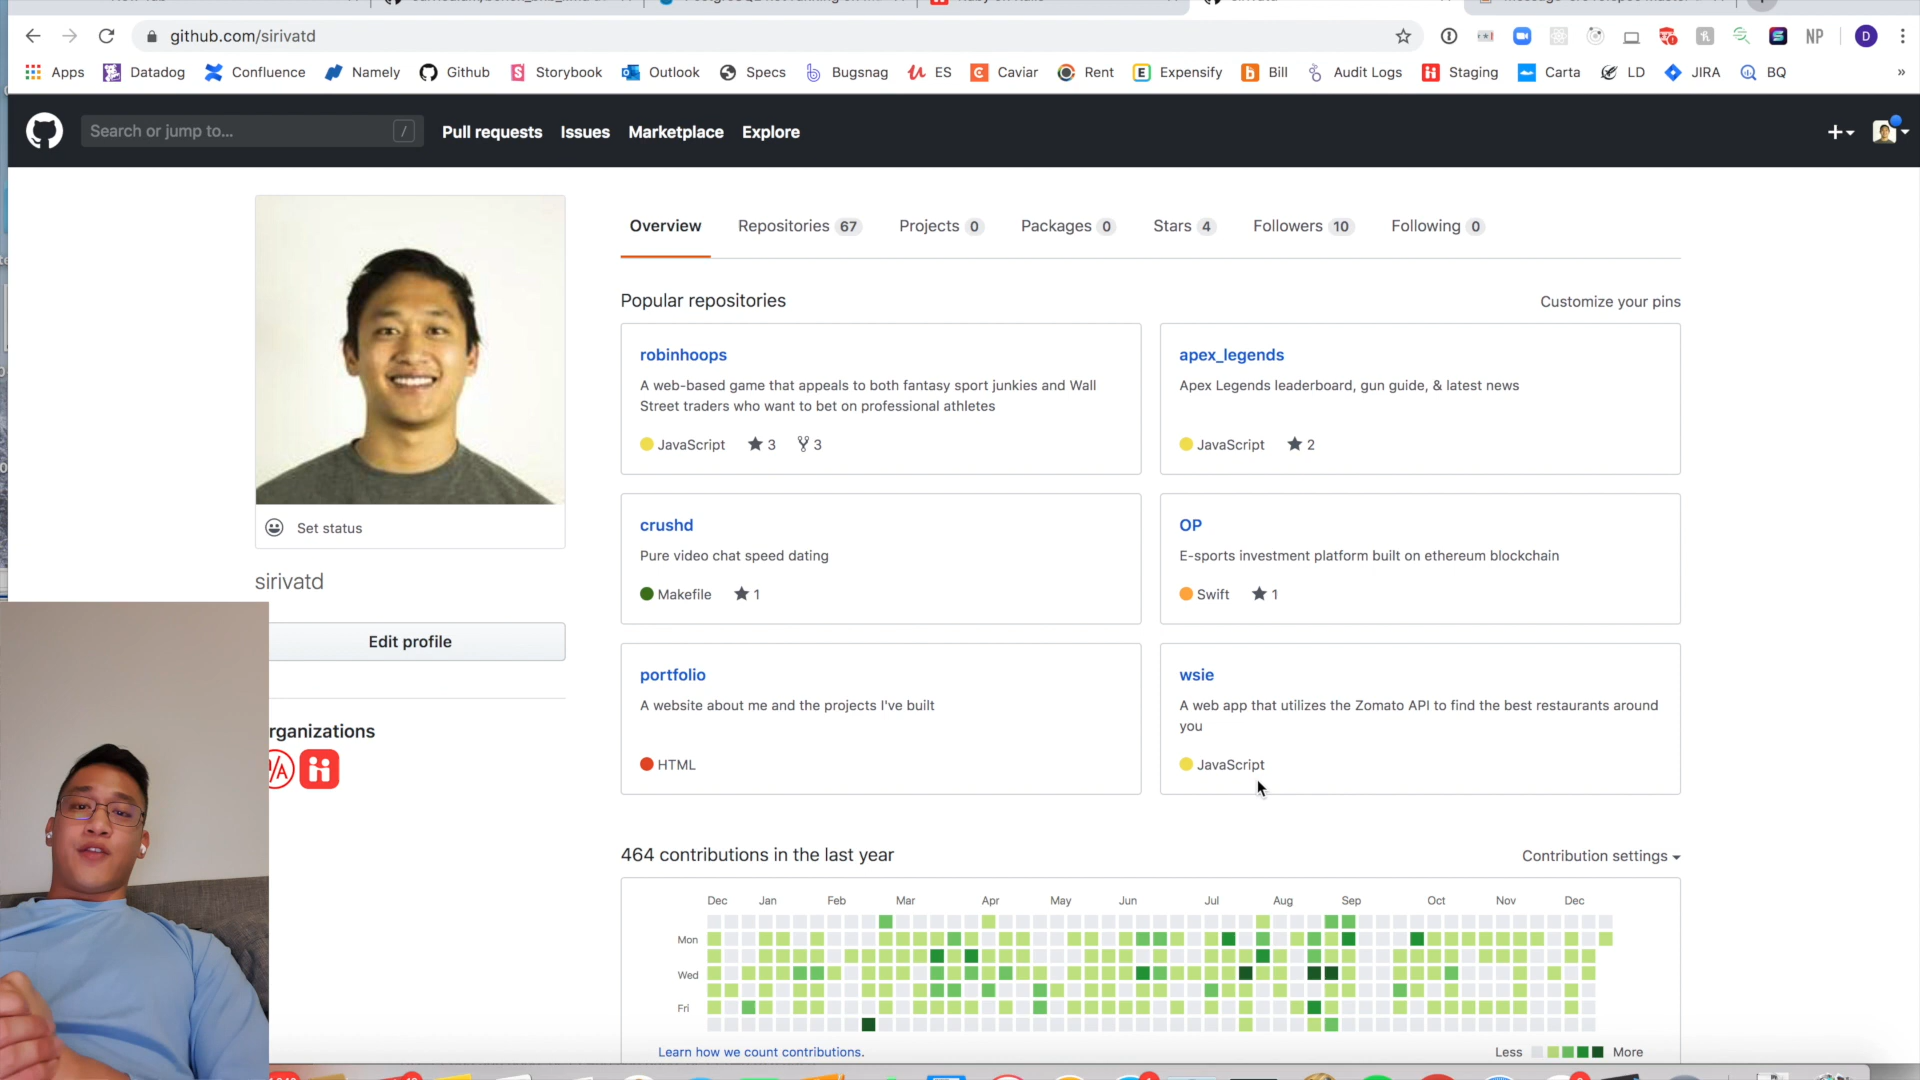 github.com/sirivatd
NP
D
Apps
Datadog
Confluence
Namely
Github
Storybook
Outlook
Specs
Bugsnag
ES
Caviar
Rent
Expensify
Bill
Audit Logs
Staging
Carta
LD
JIRA
BQ
»
Search or jump to...
/
Pull requests
Issues
Marketplace
Explore
Overview
Repositories 67
Projects 0
Packages 0
Stars 4
Followers 10
Following 0
Popular repositories
Customize your pins
robinhoops
A web-based game that appeals to both fantasy sport junkies and Wall
Street traders who want to bet on professional athletes
JavaScript 3 3
apex_legends
Apex Legends leaderboard, gun guide, & latest news
JavaScript 2
crushd
Pure video chat speed dating
Makefile 1
OP
E-sports investment platform built on ethereum blockchain
Swift 1
portfolio
A website about me and the projects I've built
HTML
wsie
A web app that utilizes the Zomato API to find the best restaurants around
you
JavaScript
Set status
sirivatd
Edit profile
rganizations
464 contributions in the last year
Contribution settings
Dec Jan Feb Mar Apr May Jun Jul Aug Sep Oct Nov Dec
Mon
Wed
Fri
Learn how we count contributions.
Less
More